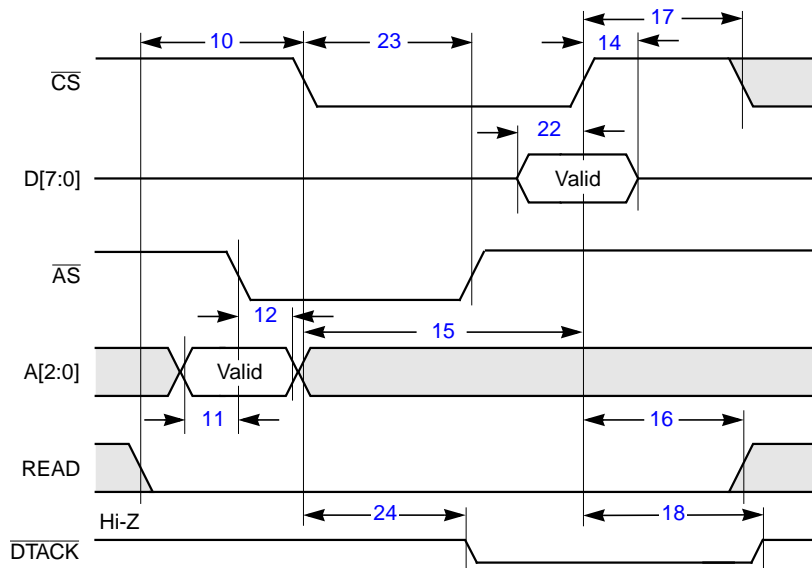 17
10
23
14
CS
22
D[7:0]
Valid
AS
12
15
A[2:0]
Valid
11
16
READ
Hi-Z
24
18
DTACK